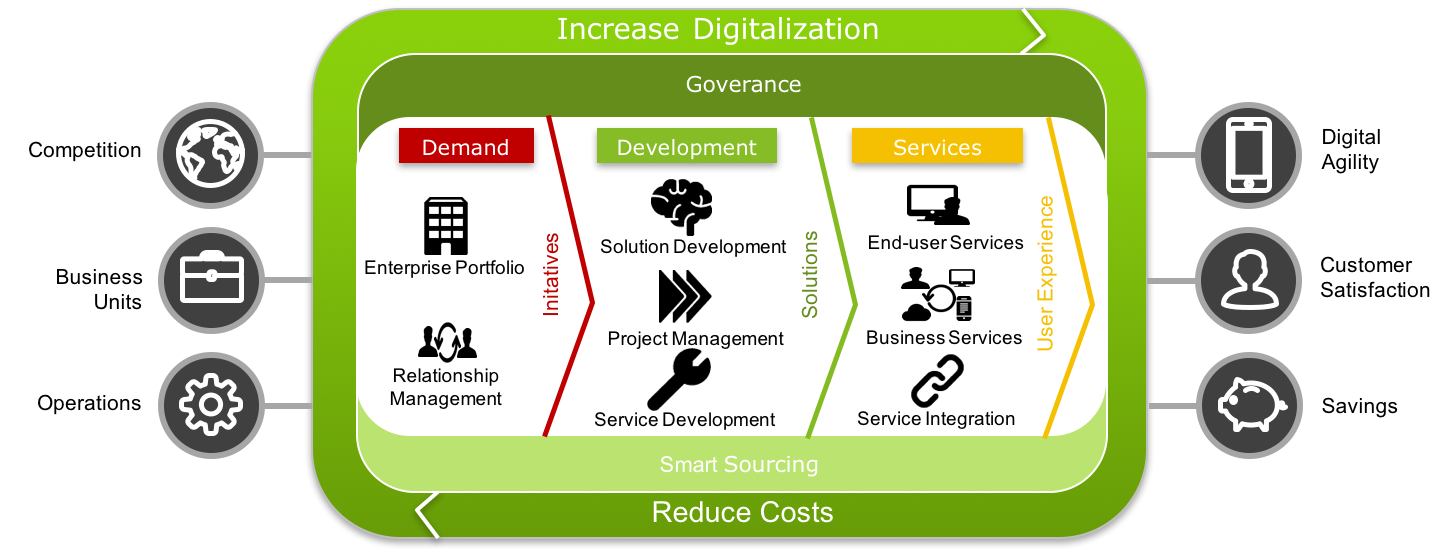 Increase Digitalization
Goverance
Competition
Business
Units
Operations
Demand
Enterprise Portfolio
Relationship
Management
Initatives
Development
Solution Development
Project Management
Service Development
Solutions
Services
End-user Services
Business Services
Service Integration
User Experience
Digital
Agility
Customer
Satisfaction
Savings
Smart Sourcing
Reduce Costs